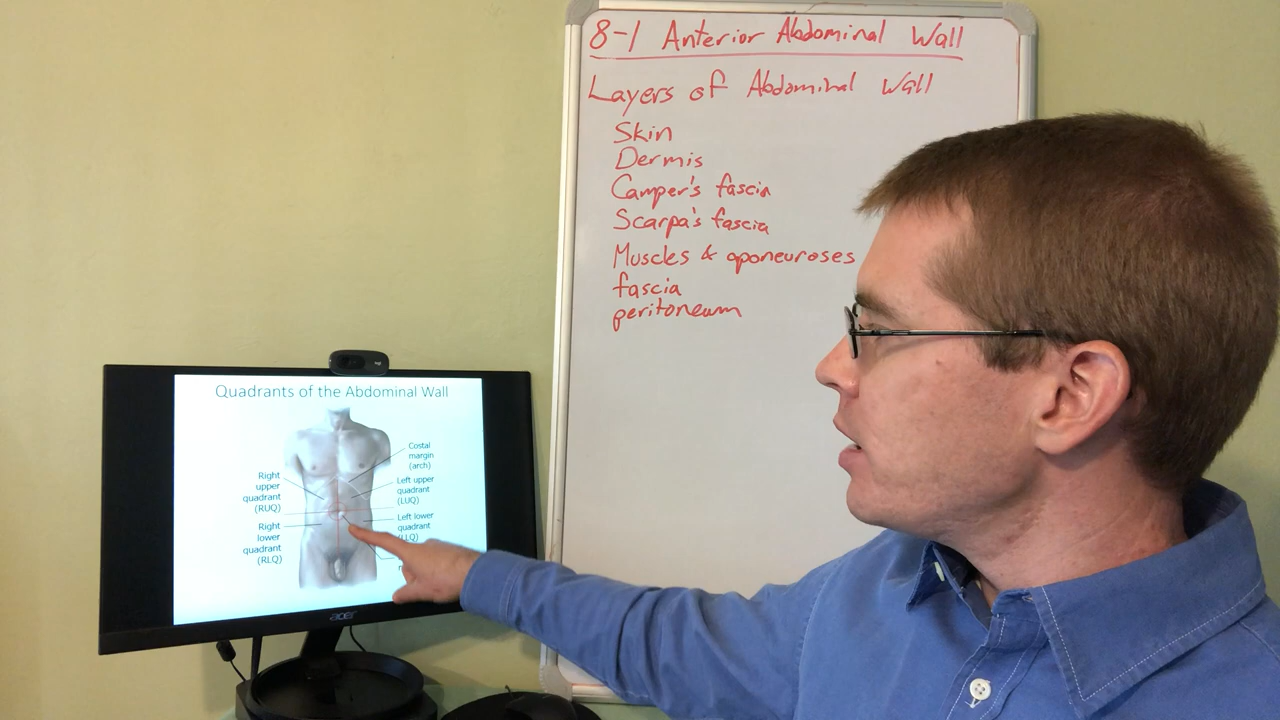 8-1 Anterior Abdominal Wall
Layers of Abdominal Wall
Skin
Dermis
Camper's fascia
Scarpa's fascia
Muscles & aponeuroses
fascia
peritoneum
Quadrants of the Abdominal Wall
Costal
margin
(arch)
Right
upper
quadrant
(RUQ)
Left upper
quadrant
(LUQ)
Right
lower
quadrant
(RLQ)
Left lower
quadrant
(LLQ)
acer
logi